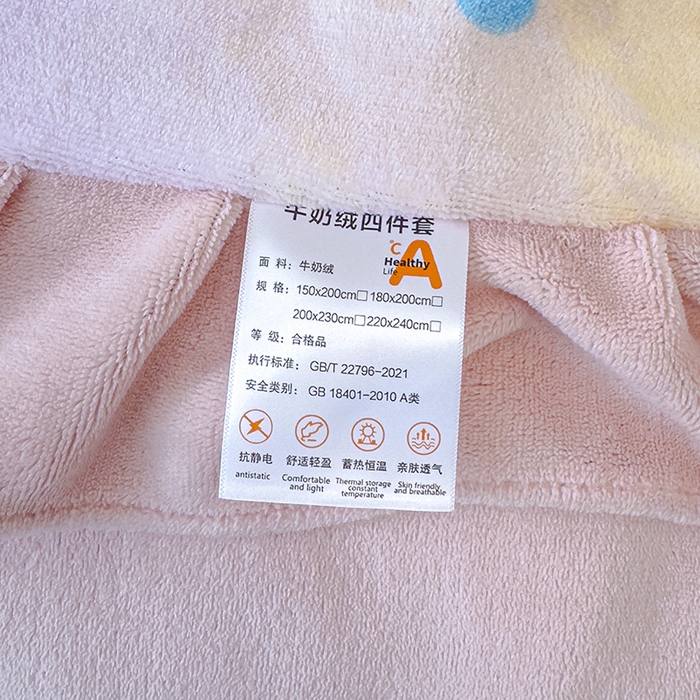 牛奶绒四件套
℃ A
Healthy
Life
面 料：牛奶绒
规 格：150x200cm□ 180x200cm□
200x230cm□ 220x240cm□
等 级：合格品
执行标准： GB/T 22796-2021
安全类别： GB 18401-2010 A类
抗静电 舒适轻盈 蓄热恒温 亲肤透气
antistatic Comfortable and light Thermal storage constant temperature Skin friendly, and breathable